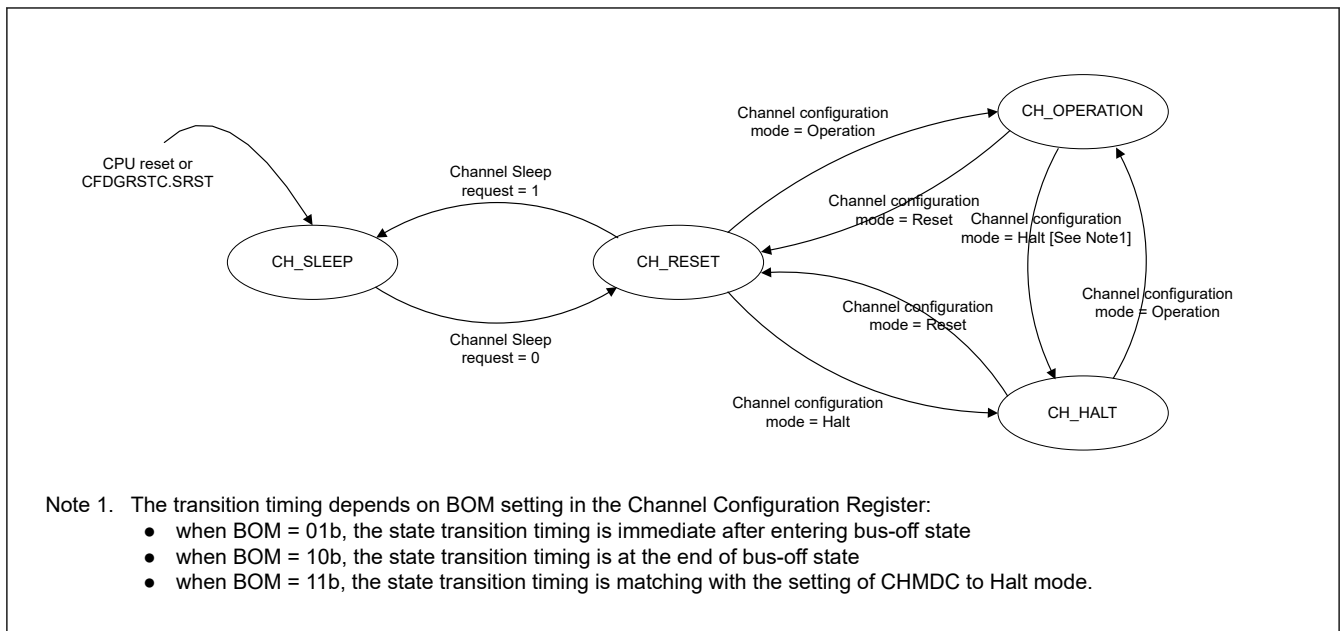 CH_OPERATION
Channel configuration
mode = Operation
CPU reset or
CFDGRSTC.SRST
Channel Sleep
request = 1
Channel configuration
mode = Reset
Channel configuration
mode = Halt [See Note1]
CH_SLEEP
CH_RESET
Channel configuration
mode = Operation
Channel configuration
mode = Reset
Channel Sleep
request = 0
Channel configuration
mode = Halt
CH_HALT
Note 1. The transition timing depends on BOM setting in the Channel Configuration Register:
● when BOM = 01b, the state transition timing is immediate after entering bus-off state
● when BOM = 10b, the state transition timing is at the end of bus-off state
● when BOM = 11b, the state transition timing is matching with the setting of CHMDC to Halt mode.